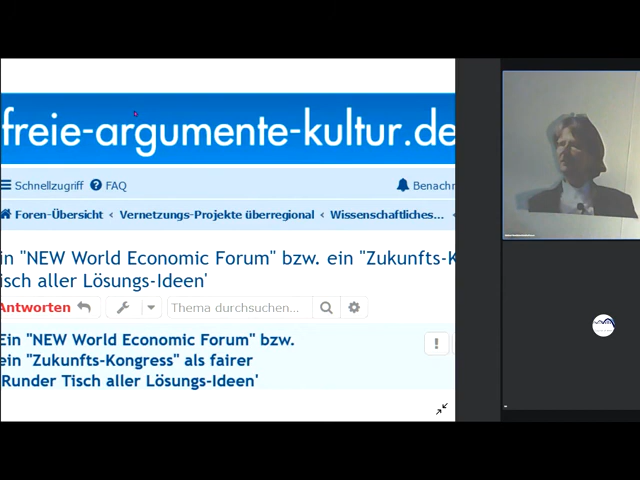 freie-argumente-kultur.de
Schnellzugriff FAQ Benachr
Foren-Übersicht ‹ Vernetzungs-Projekte überregional ‹ Wissenschaftliches... ‹
in "NEW World Economic Forum" bzw. ein "Zukunfts-K
isch aller Lösungs-Ideen'
Antworten Thema durchsuchen...
Ein "NEW World Economic Forum" bzw.
ein "Zukunfts-Kongress" als fairer
'Runder Tisch aller Lösungs-Ideen'